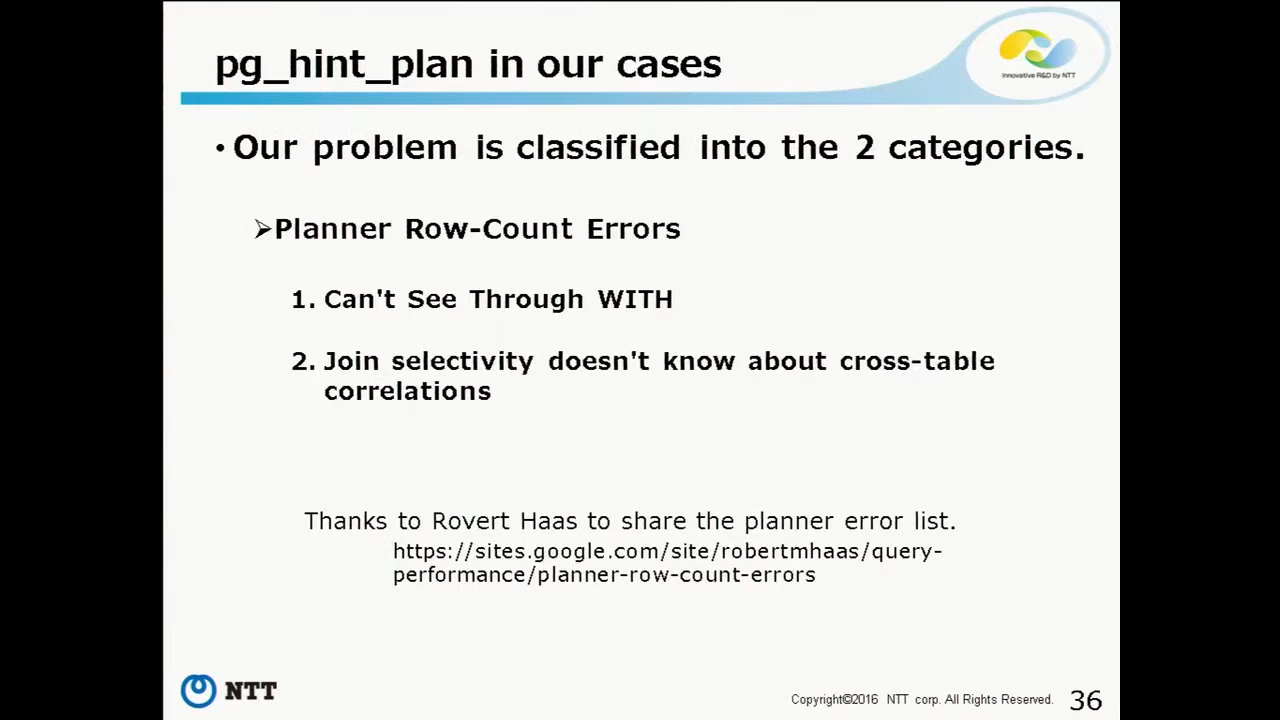 pg_hint_plan in our cases
Innovative R&D by NTT
• Our problem is classified into the 2 categories.
➢Planner Row-Count Errors
1. Can't See Through WITH
2. Join selectivity doesn't know about cross-table
correlations
Thanks to Rovert Haas to share the planner error list.
https://sites.google.com/site/robertmhaas/query-
performance/planner-row-count-errors
NTT
Copyright©2016 NTT corp. All Rights Reserved.
36